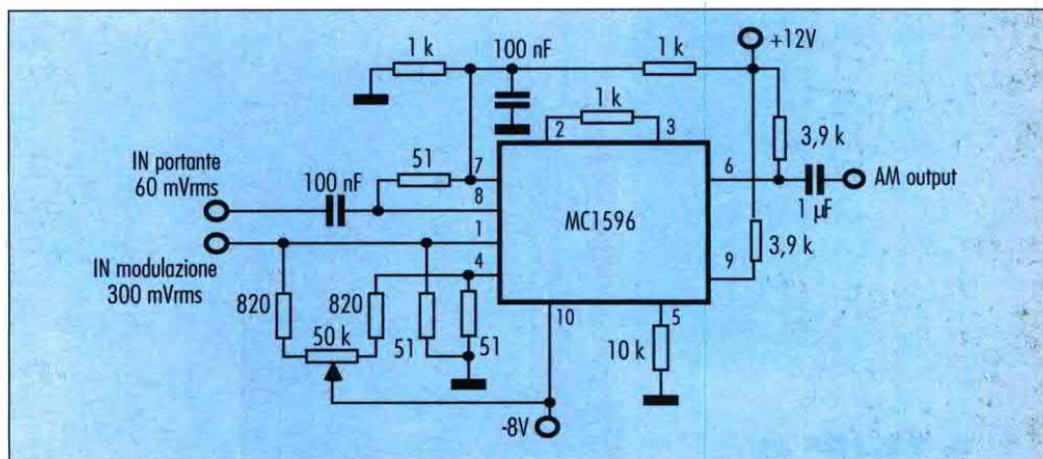 1 k
100 nF
1 k
+12V
1 k
2
3
3,9 k
IN portante
60 mVrms
100 nF
51
7
8
6
AM output
1 µF
MC1596
1
IN modulazione
300 mVrms
4
9
3,9 k
820
820
10
5
50 k
51
51
10 k
-8V